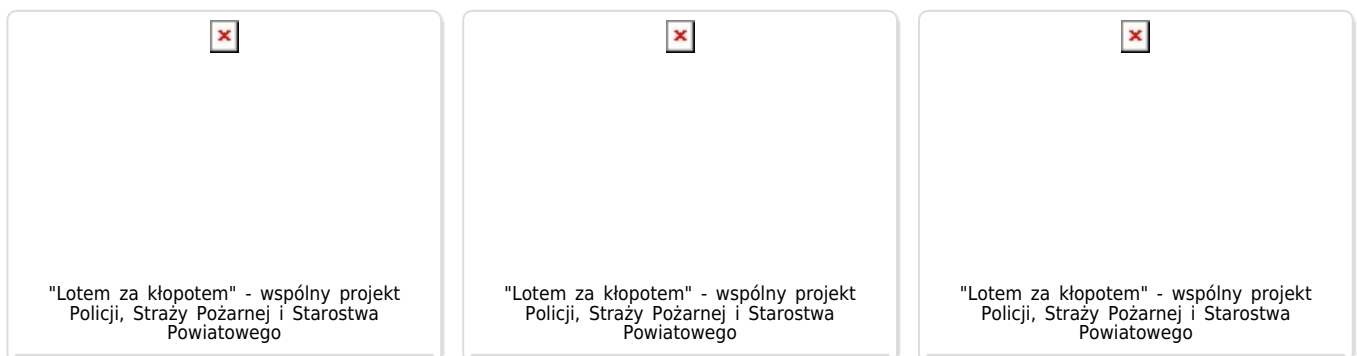 "Lotem za kłopotem" - wspólny projekt
Policji, Straży Pożarnej i Starostwa
Powiatowego
"Lotem za kłopotem" - wspólny projekt
Policji, Straży Pożarnej i Starostwa
Powiatowego
"Lotem za kłopotem" - wspólny projekt
Policji, Straży Pożarnej i Starostwa
Powiatowego